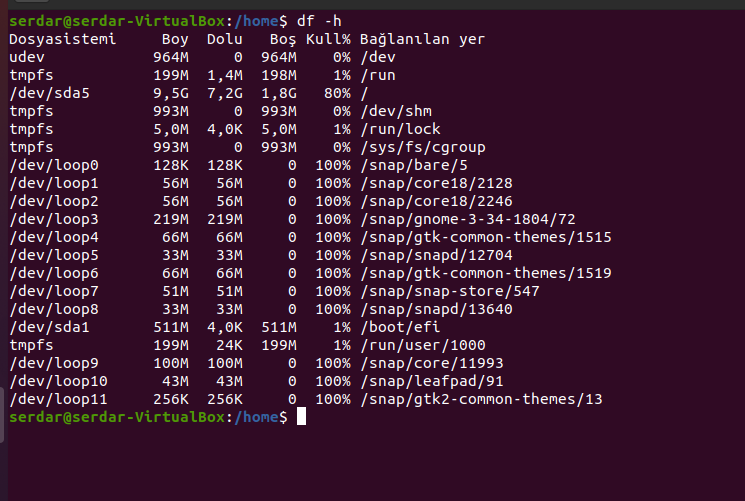 serdar@serdar-VirtualBox:/home$ df -h
Dosyasistemi Boy Dolu Boş Kull% Bağlanılan yer
udev 964M 0 964M 0% /dev
tmpfs 199M 1,4M 198M 1% /run
/dev/sda5 9,5G 7,2G 1,8G 80% /
tmpfs 993M 0 993M 0% /dev/shm
tmpfs 5,0M 4,0K 5,0M 1% /run/lock
tmpfs 993M 0 993M 0% /sys/fs/cgroup
/dev/loop0 128K 128K 0 100% /snap/bare/5
/dev/loop1 56M 56M 0 100% /snap/core18/2128
/dev/loop2 56M 56M 0 100% /snap/core18/2246
/dev/loop3 219M 219M 0 100% /snap/gnome-3-34-1804/72
/dev/loop4 66M 66M 0 100% /snap/gtk-common-themes/1515
/dev/loop5 33M 33M 0 100% /snap/snapd/12704
/dev/loop6 66M 66M 0 100% /snap/gtk-common-themes/1519
/dev/loop7 51M 51M 0 100% /snap/snap-store/547
/dev/loop8 33M 33M 0 100% /snap/snapd/13640
/dev/sda1 511M 4,0K 511M 1% /boot/efi
tmpfs 199M 24K 199M 1% /run/user/1000
/dev/loop9 100M 100M 0 100% /snap/core/11993
/dev/loop10 43M 43M 0 100% /snap/leafpad/91
/dev/loop11 256K 256K 0 100% /snap/gtk2-common-themes/13
serdar@serdar-VirtualBox:/home$